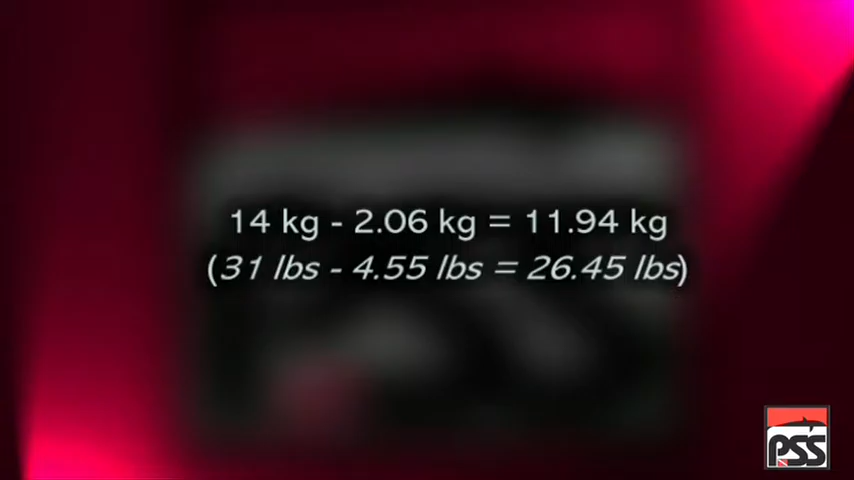 14 kg - 2.06 kg = 11.94 kg
(31 lbs - 4.55 lbs = 26.45 lbs)
PSS